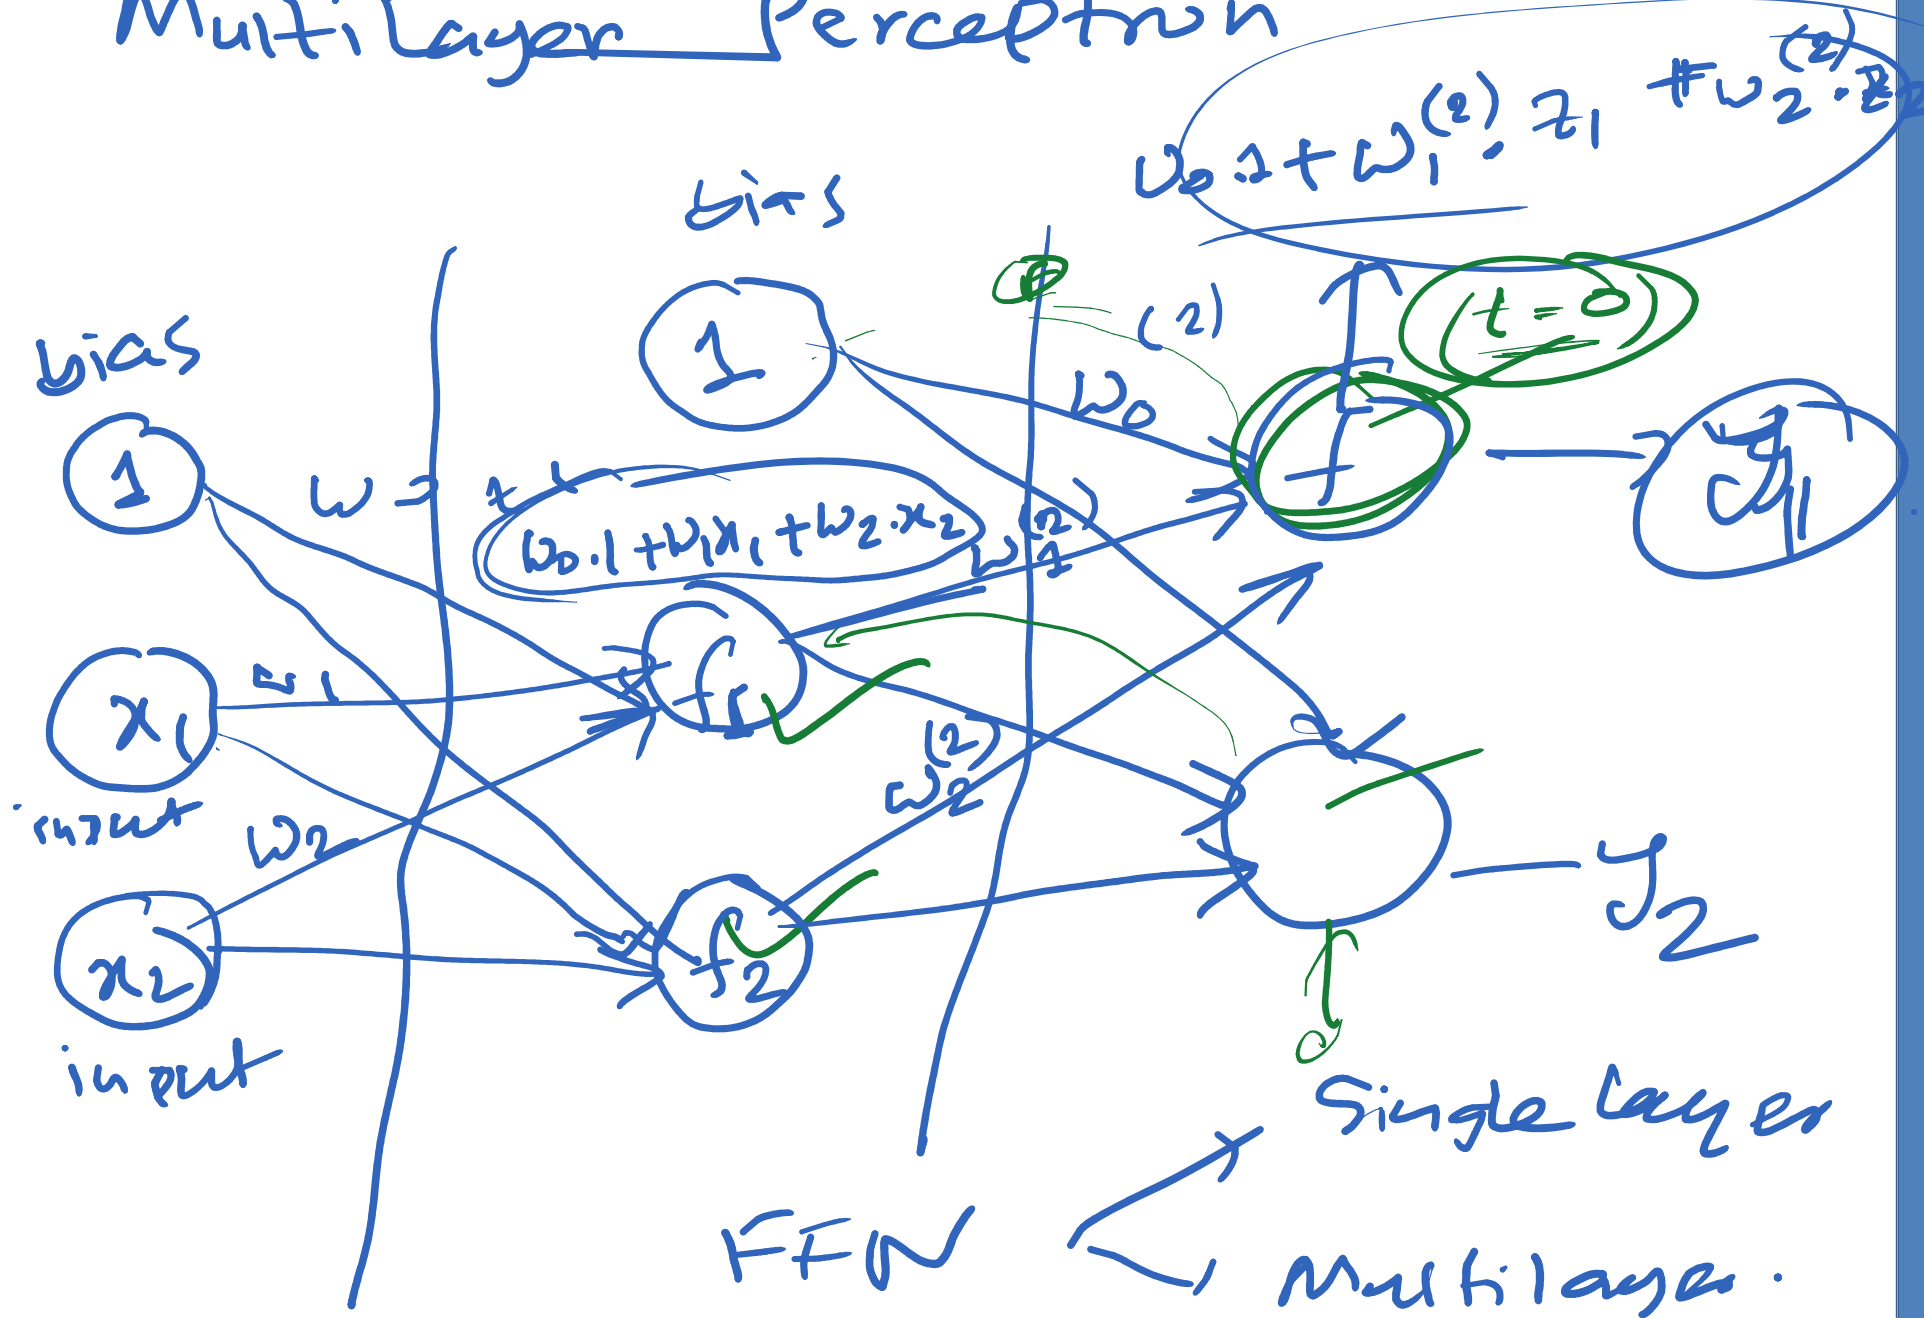 Multilayer Perceptron
w₀.1+w₁⁽²⁾.z₁ +w₂⁽²⁾.z₂
bias
t=0
(2)
bias
1
w₀
1
f
y₁
w₀.1+w₁x₁+w₂.x₂
w₁⁽²⁾
x₁
f₁
input
w₂
w₂⁽²⁾
x₂
f₂
y₂
input
Single Layer
FFN
Multilayer.